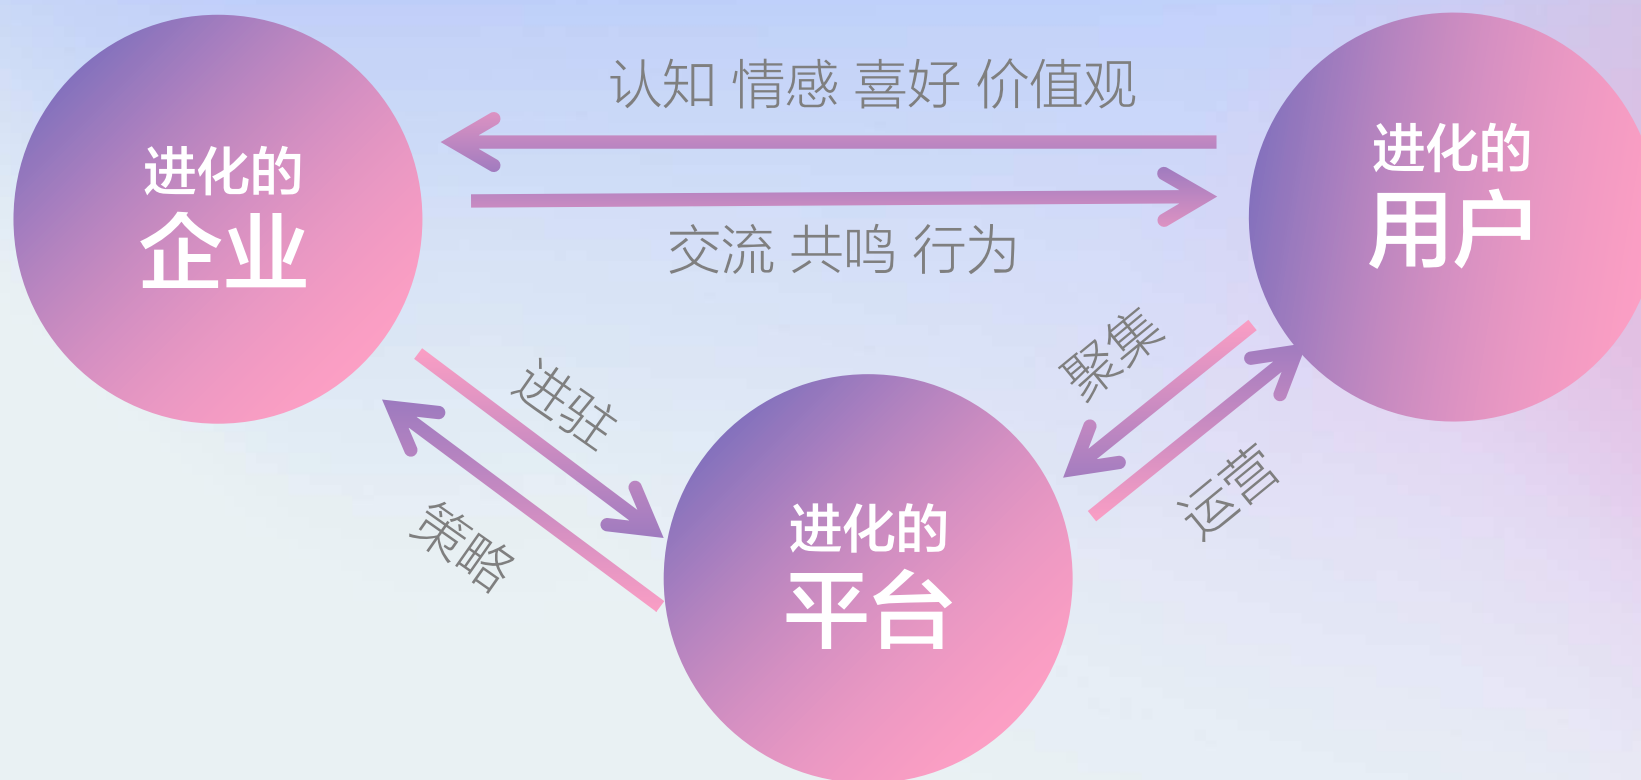 认知 情感 喜好 价值观
进化的
企业
进化的
用户
交流 共鸣 行为
进驻
聚集
策略
运营
进化的
平台